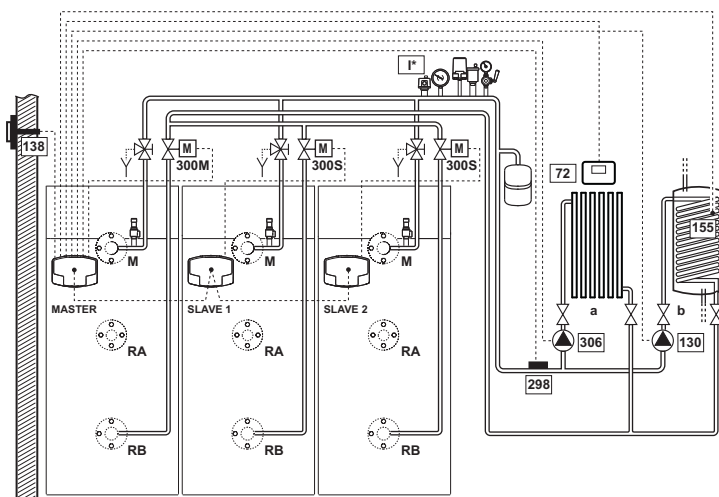 I*
138
M
300M
M
300S
M
300S
72
155
M
M
M
MASTER
SLAVE 1
SLAVE 2
a
b
RA
RA
RA
306
130
298
RB
RB
RB